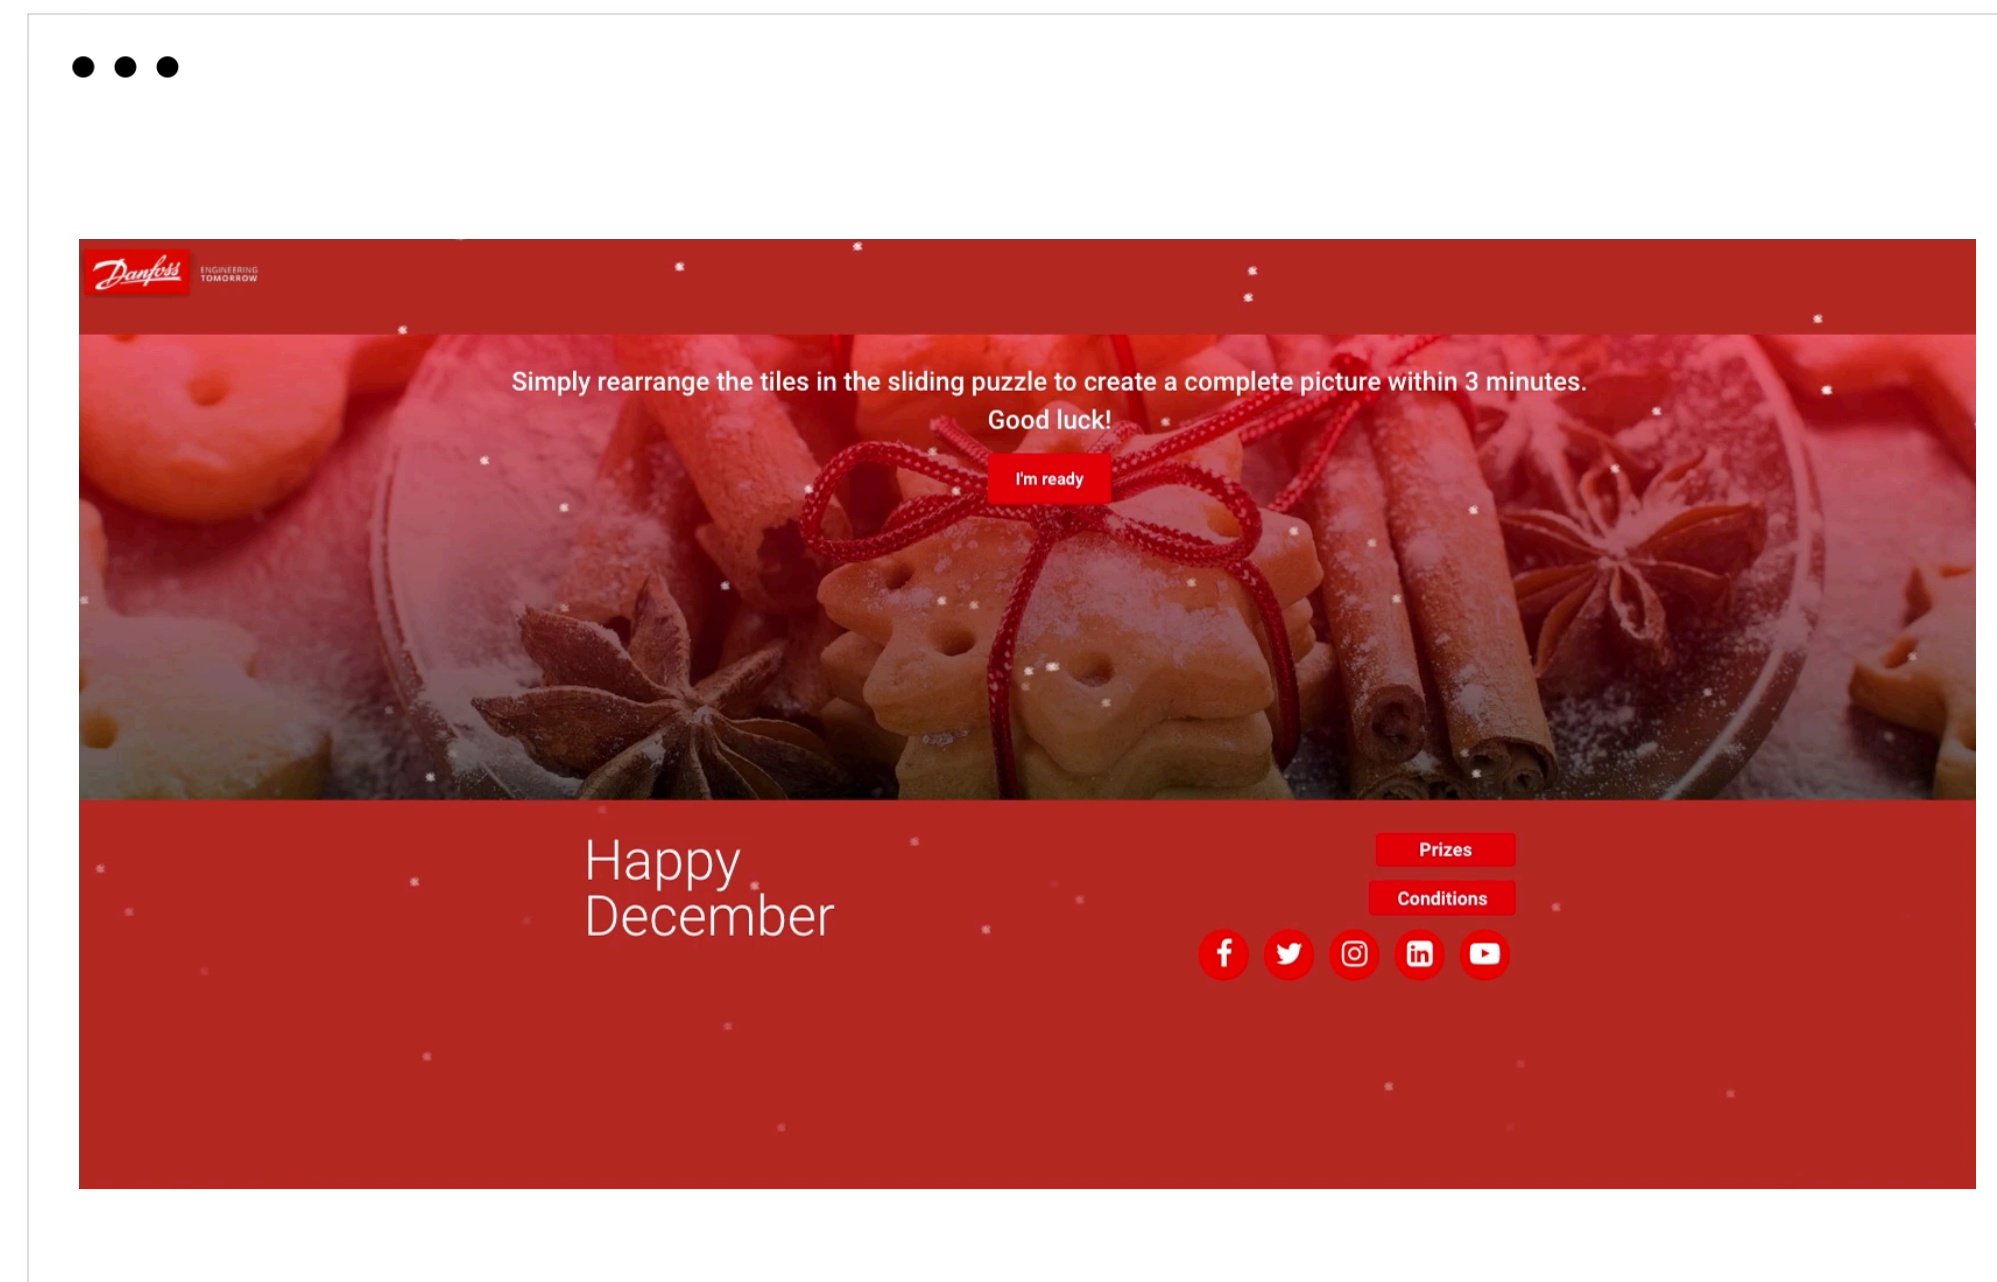 Danfoss
ENGINEERING
TOMORROW
Simply rearrange the tiles in the sliding puzzle to create a complete picture within 3 minutes.
Good luck!
I'm ready
Happy
December
Prizes
Conditions